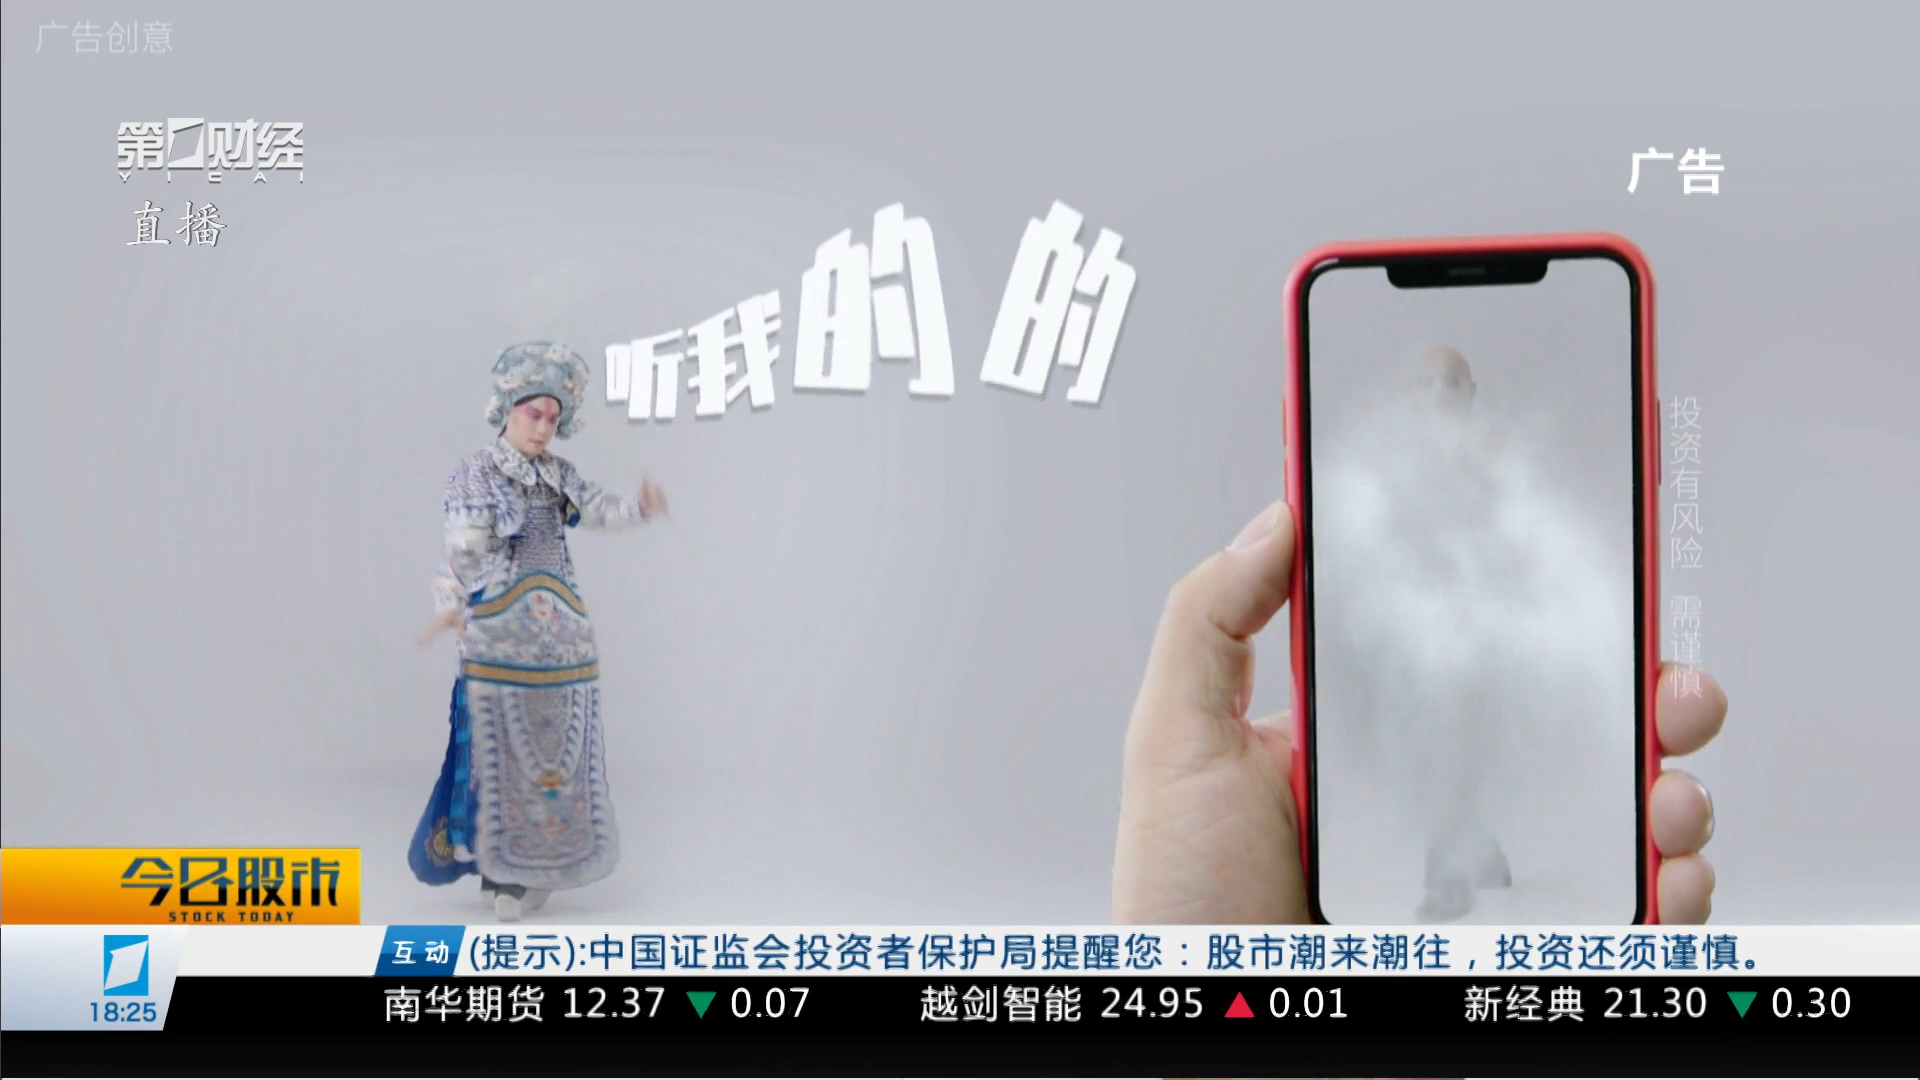 广告创意
第一财经
YICAI
直播
广告
听我的的
投资有风险 需谨慎
今日股市
STOCK TODAY
互动 (提示):中国证监会投资者保护局提醒您：股市潮来潮往，投资还须谨慎。
18:25
南华期货 12.37 ▼ 0.07 越剑智能 24.95 ▲ 0.01 新经典 21.30 ▼ 0.30